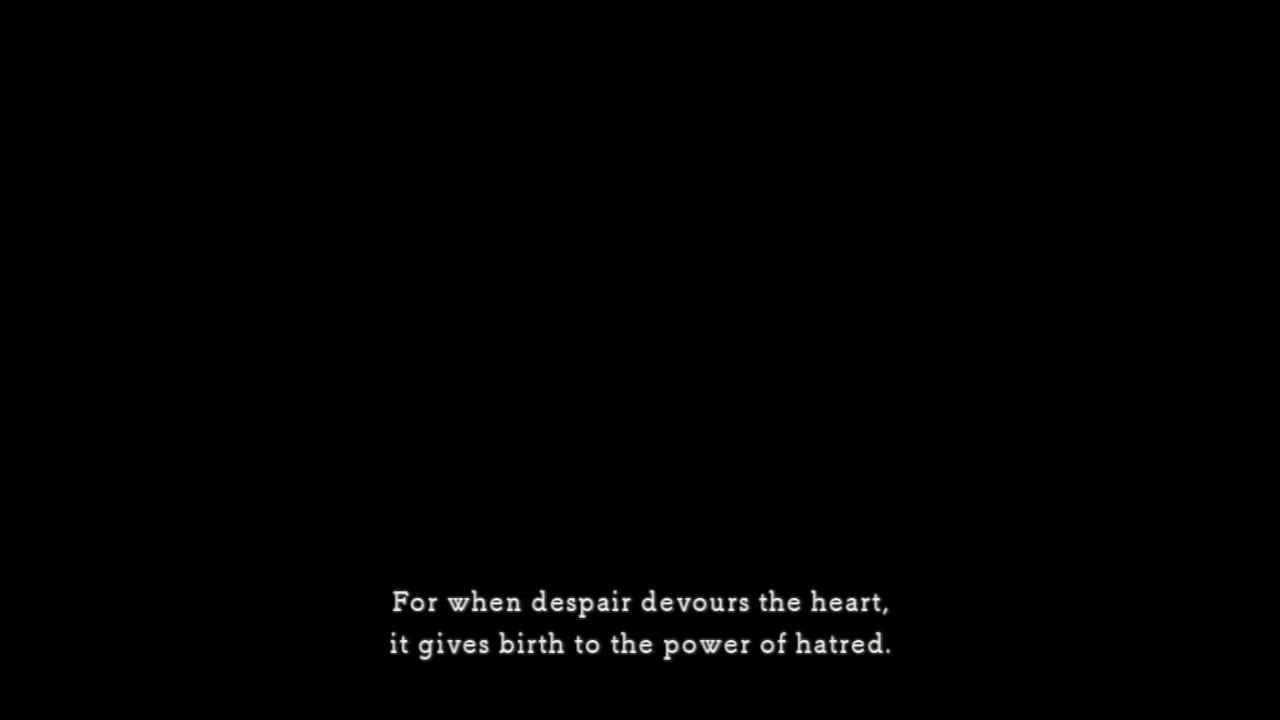 For when despair devours the heart,
it gives birth to the power of hatred.